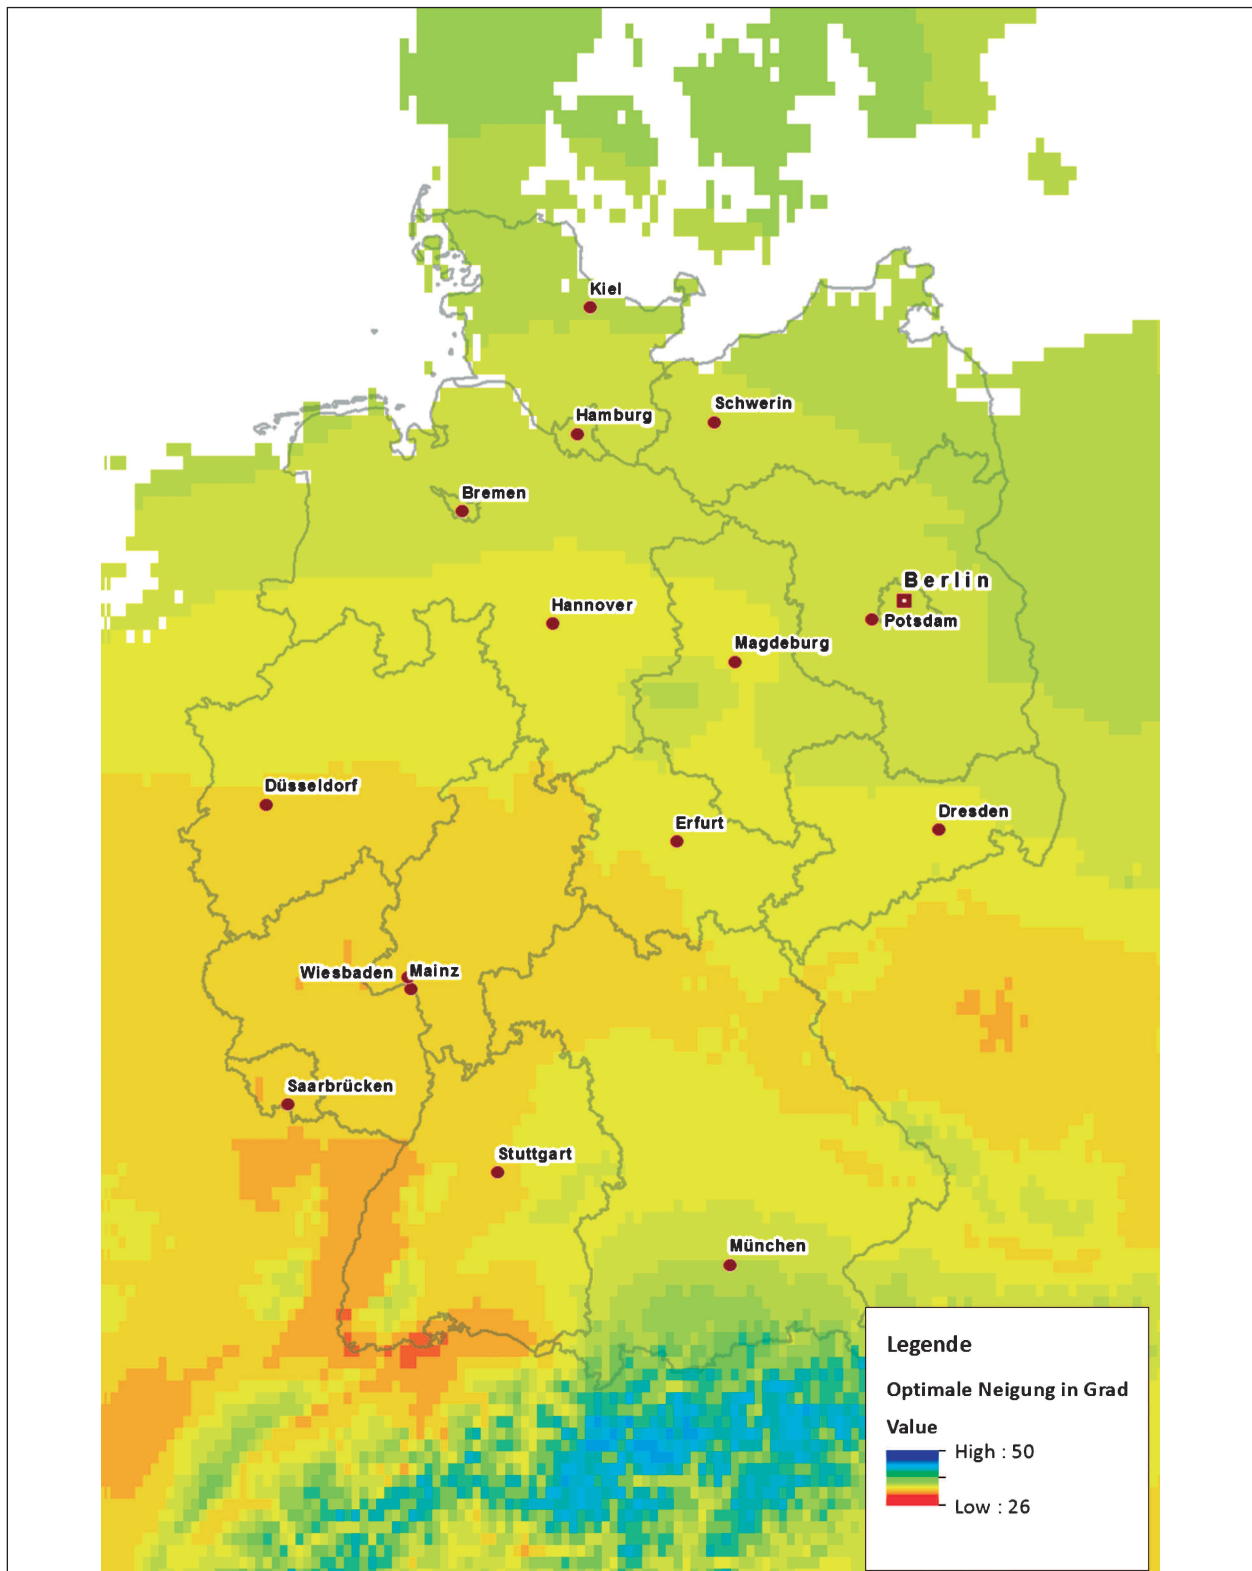 Kiel
Schwerin
Hamburg
Bremen
Berlin
Hannover
Potsdam
Magdeburg
Düsseldorf
Dresden
Erfurt
Wiesbaden
Mainz
Saarbrücken
Stuttgart
München
Legende
Optimale Neigung in Grad
Value
High : 50
Low : 26